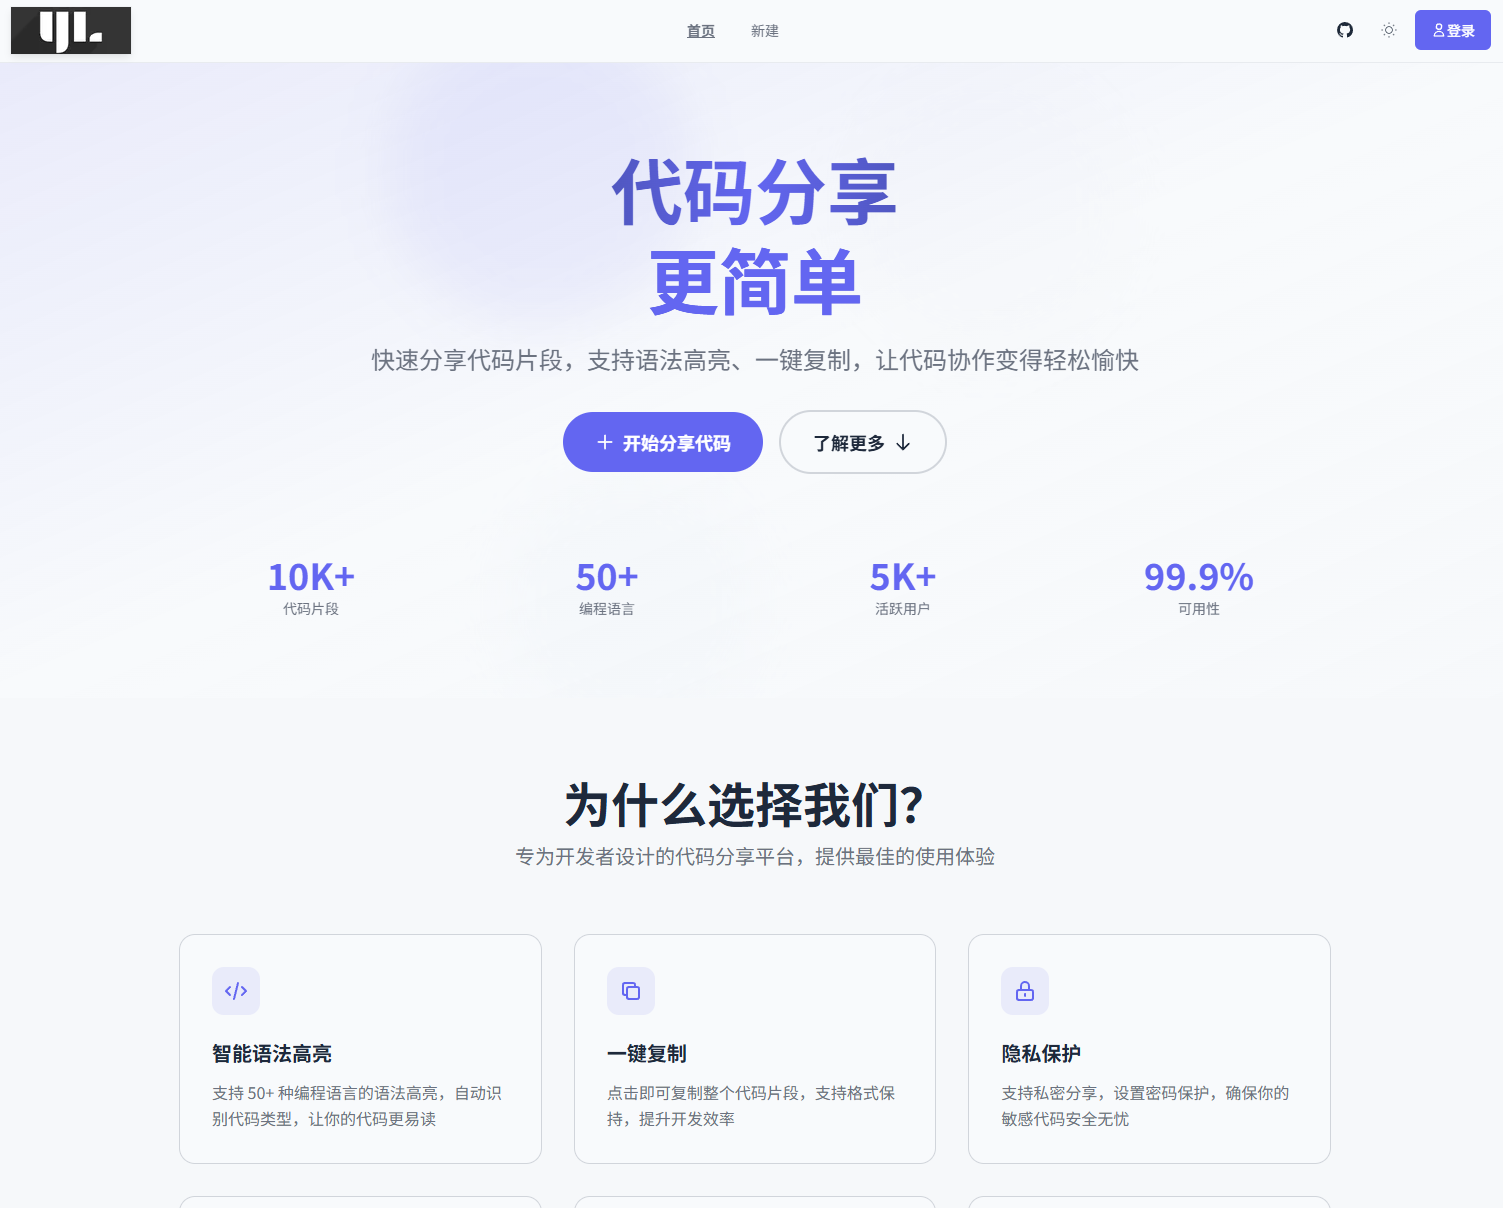 首页
新建
登录
代码分享
更简单
快速分享代码片段，支持语法高亮、一键复制，让代码协作变得轻松愉快
开始分享代码
了解更多
10K+
代码片段
50+
编程语言
5K+
活跃用户
99.9%
可用性
为什么选择我们?
专为开发者设计的代码分享平台，提供最佳的使用体验
智能语法高亮
支持 50+ 种编程语言的语法高亮，自动识
别代码类型，让你的代码更易读
一键复制
点击即可复制整个代码片段，支持格式保
持，提升开发效率
隐私保护
支持私密分享，设置密码保护，确保你的
敏感代码安全无忧